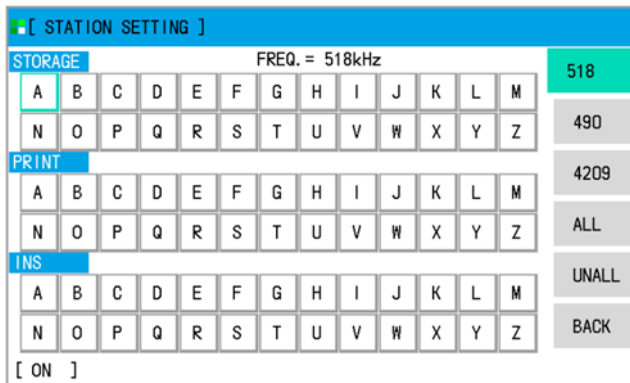 [ STATION SETTING ]
STORAGE FREQ. = 518kHz
A B C D E F G H I J K L M
N O P Q R S T U V W X Y Z
PRINT
A B C D E F G H I J K L M
N O P Q R S T U V W X Y Z
INS
A B C D E F G H I J K L M
N O P Q R S T U V W X Y Z
[ ON ]
518
490
4209
ALL
UNALL
BACK